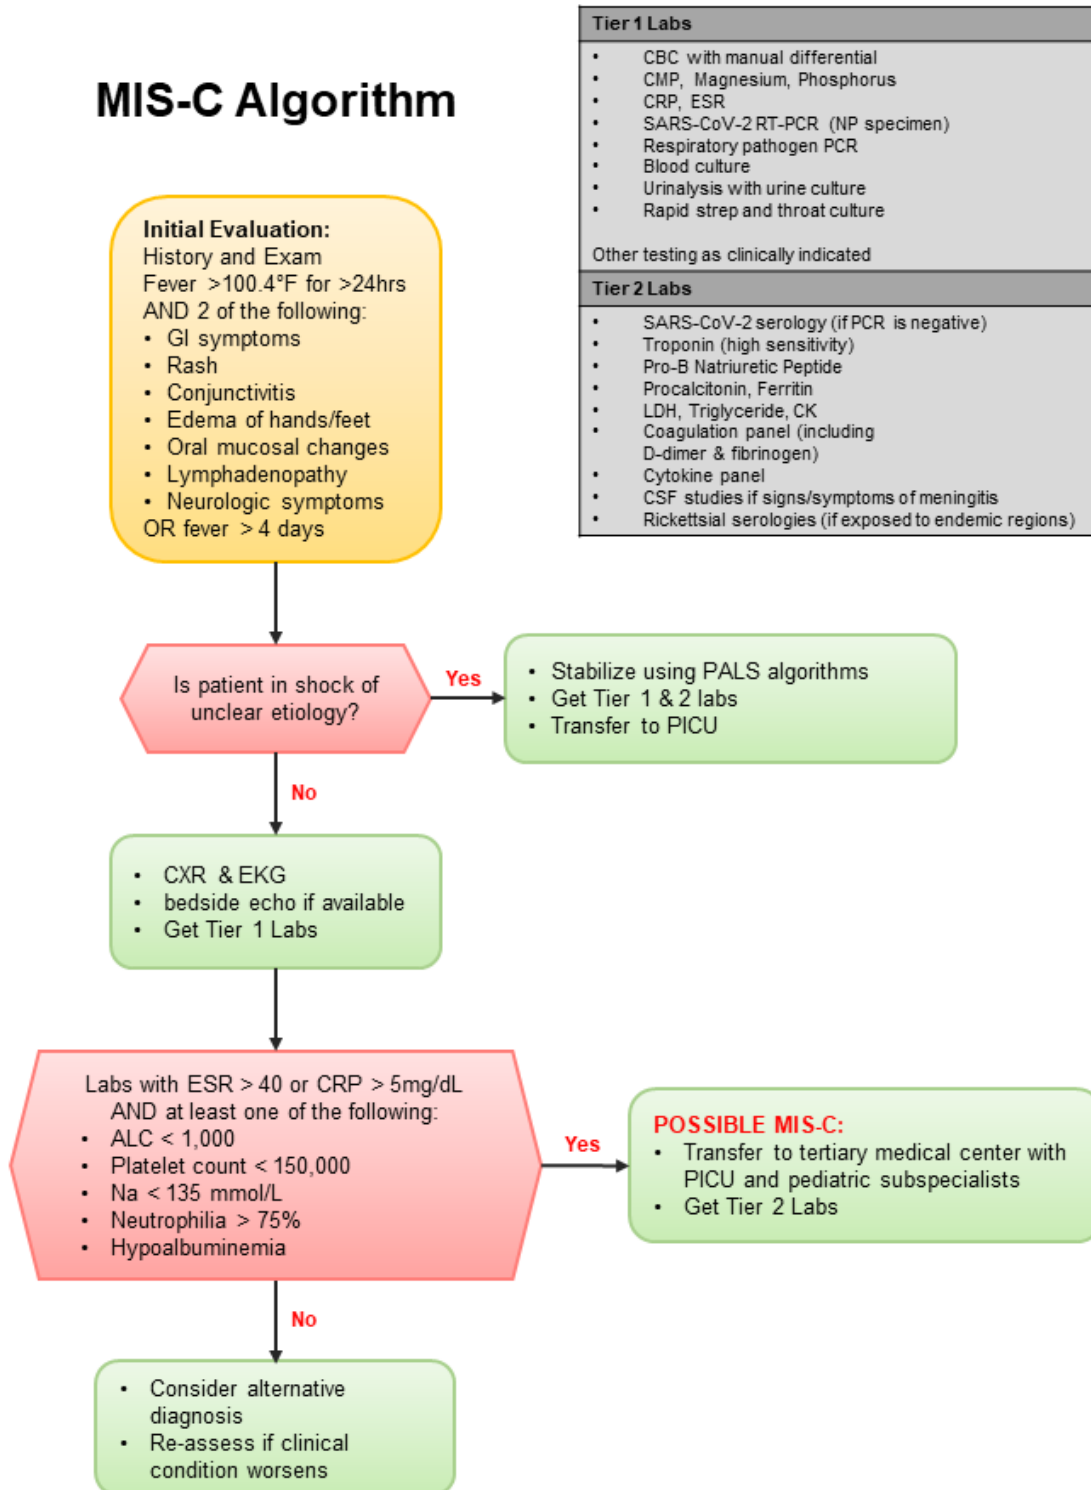 MIS-C Algorithm
Tier 1 Labs
• CBC with manual differential
• CMP, Magnesium, Phosphorus
• CRP, ESR
• SARS-CoV-2 RT-PCR (NP specimen)
• Respiratory pathogen PCR
• Blood culture
• Urinalysis with urine culture
• Rapid strep and throat culture
Other testing as clinically indicated
Tier 2 Labs
• SARS-CoV-2 serology (if PCR is negative)
• Troponin (high sensitivity)
• Pro-B Natriuretic Peptide
• Procalcitonin, Ferritin
• LDH, Triglyceride, CK
• Coagulation panel (including
D-dimer & fibrinogen)
• Cytokine panel
• CSF studies if signs/symptoms of meningitis
• Rickettsial serologies (if exposed to endemic regions)
Initial Evaluation:
History and Exam
Fever >100.4°F for >24hrs
AND 2 of the following:
• GI symptoms
• Rash
• Conjunctivitis
• Edema of hands/feet
• Oral mucosal changes
• Lymphadenopathy
• Neurologic symptoms
OR fever > 4 days
Is patient in shock of
unclear etiology?
Yes
• Stabilize using PALS algorithms
• Get Tier 1 & 2 labs
• Transfer to PICU
No
• CXR & EKG
• bedside echo if available
• Get Tier 1 Labs
Labs with ESR > 40 or CRP > 5mg/dL
AND at least one of the following:
• ALC < 1,000
• Platelet count < 150,000
• Na < 135 mmol/L
• Neutrophilia > 75%
• Hypoalbuminemia
Yes
POSSIBLE MIS-C:
• Transfer to tertiary medical center with
PICU and pediatric subspecialists
• Get Tier 2 Labs
No
• Consider alternative
diagnosis
• Re-assess if clinical
condition worsens